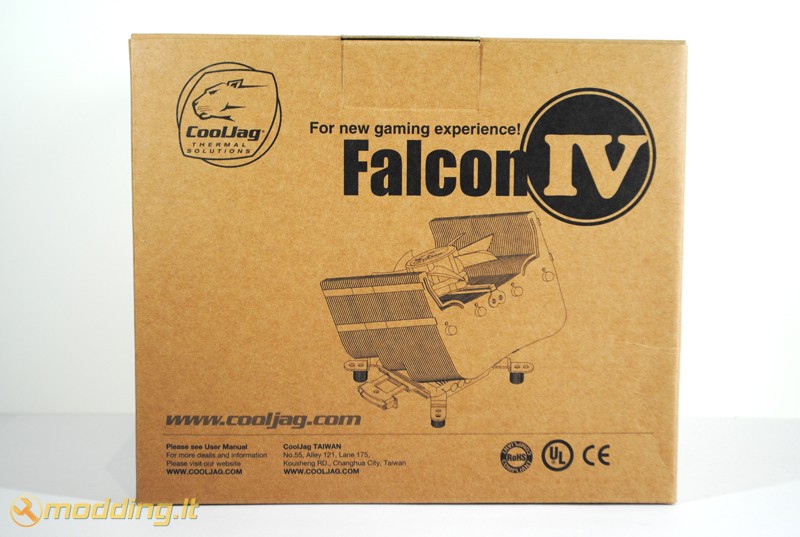 CoolJag®
THERMAL
SOLUTIONS
For new gaming experience!
Falcon IV
www.cooljag.com
Please see User Manual
For more deails and information
Please visit our website
WWW.COOLJAG.COM
CoolJag TAIWAN
No.55, Alley 121, Lane 175,
Kousheng RD., Changhua City, Taiwan
WWW.COOLJAG.COM
RoHS
UL
CE
modding.lt